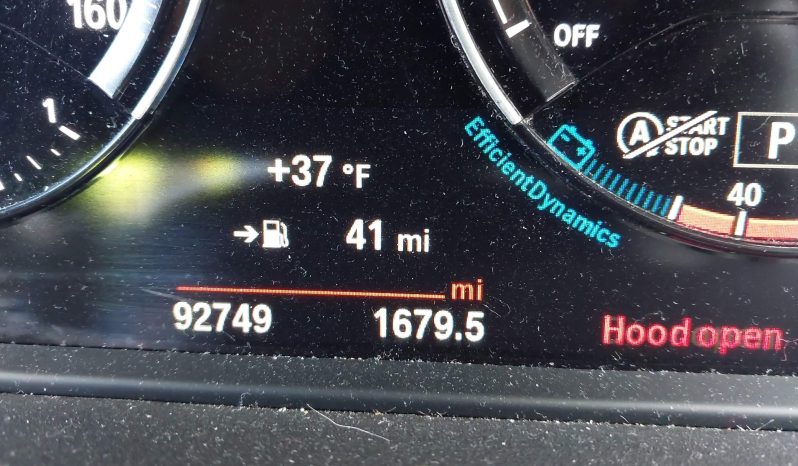 160
OFF
1
START
STOP
A
P
EfficientDynamics
+37 °F
40
41 mi
mi
92749
1679.5
Hood open